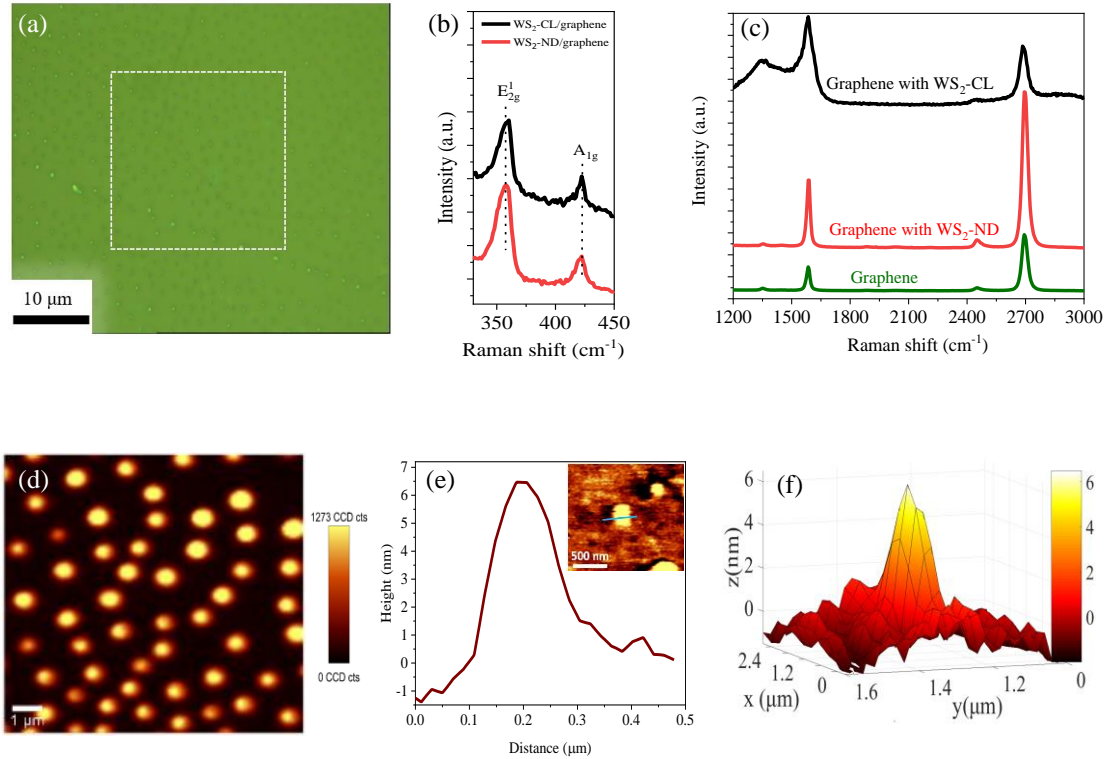 (a)
10 μm
(b)
WS₂-CL/graphene
WS₂-ND/graphene
E¹₂g
A₁g
Intensity (a.u.)
350 400 450
Raman shift (cm⁻¹)
(c)
Graphene with WS₂-CL
Graphene with WS₂-ND
Graphene
Intensity (a.u.)
1200 1500 1800 2100 2400 2700 3000
Raman shift (cm⁻¹)
(d)
1 μm
1273 CCD cts
0 CCD cts
(e)
7
6
5
4
3
2
1
0
-1
Height (nm)
500 nm
0.0 0.1 0.2 0.3 0.4 0.5
Distance (μm)
(f)
6
4
2
0
z(nm)
2.4
1.2
0
x (μm)
1.6
1.4
1.2
0
y(μm)
6
4
2
0